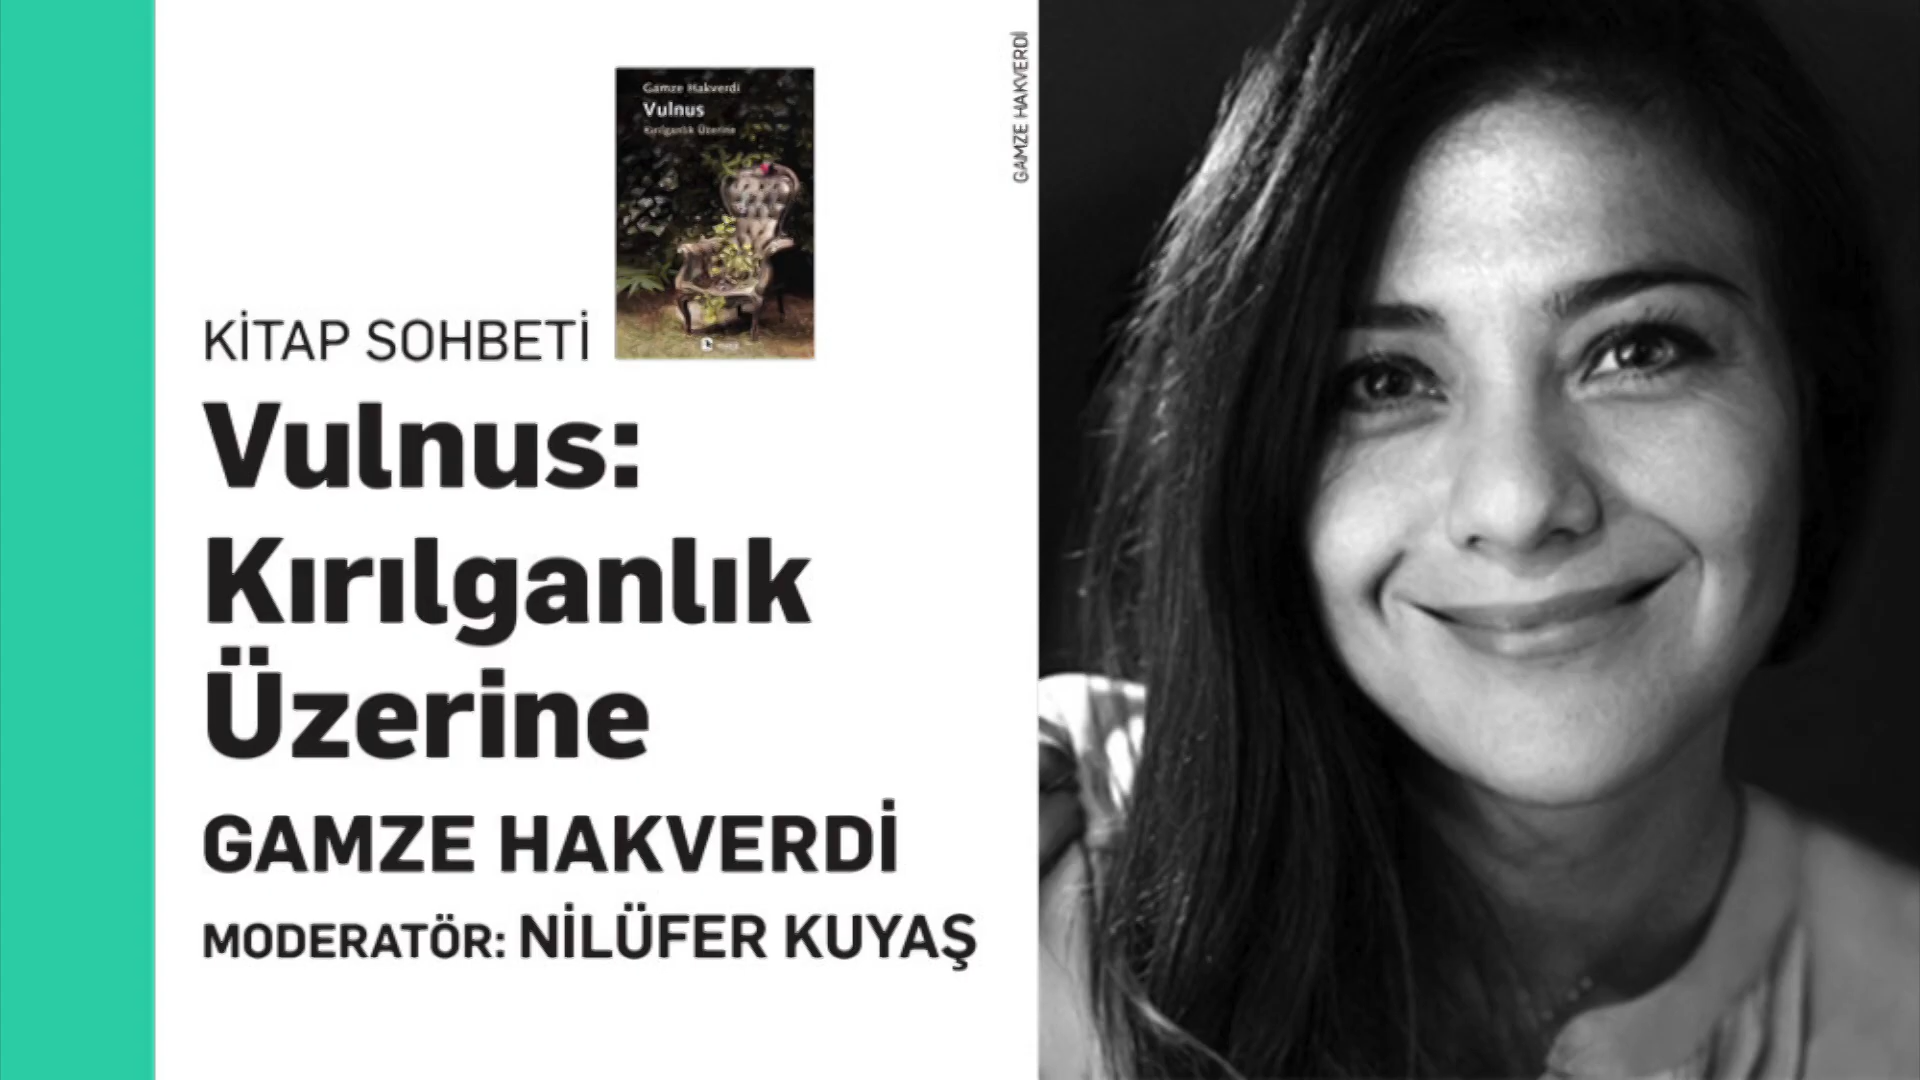 Gamze Hakverdi
Vulnus
Kırılganlık Üzerine
KİTAP SOHBETİ
Vulnus:
Kırılganlık
Üzerine
GAMZE HAKVERDİ
MODERATÖR: NİLÜFER KUYAŞ
GAMZE HAKVERDİ